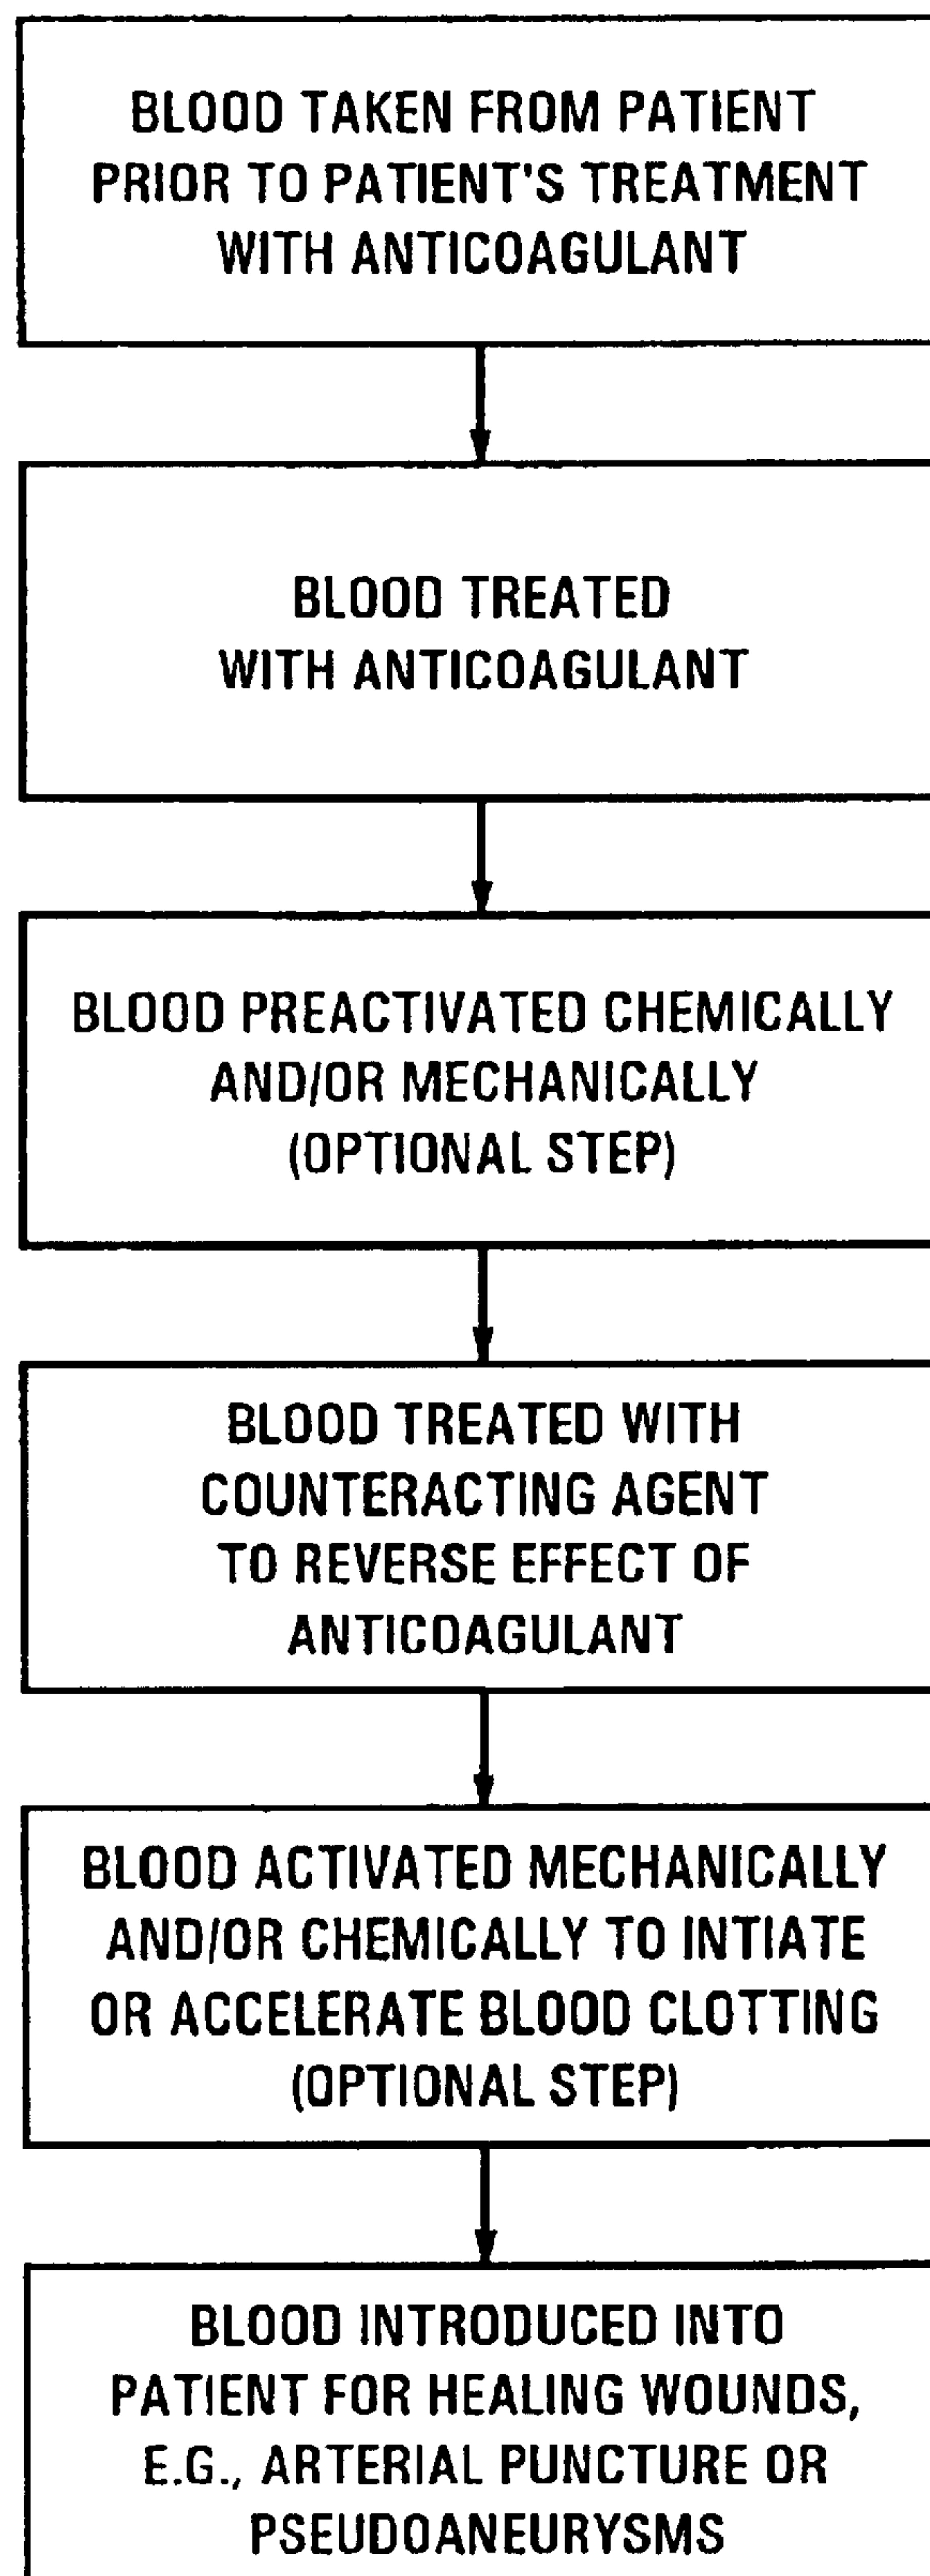 BLOOD TAKEN FROM PATIENT
PRIOR TO PATIENT'S TREATMENT
WITH ANTICOAGULANT
BLOOD TREATED
WITH ANTICOAGULANT
BLOOD PREACTIVATED CHEMICALLY
AND/OR MECHANICALLY
(OPTIONAL STEP)
BLOOD TREATED WITH
COUNTERACTING AGENT
TO REVERSE EFFECT OF
ANTICOAGULANT
BLOOD ACTIVATED MECHANICALLY
AND/OR CHEMICALLY TO INTIATE
OR ACCELERATE BLOOD CLOTTING
(OPTIONAL STEP)
BLOOD INTRODUCED INTO
PATIENT FOR HEALING WOUNDS,
E.G., ARTERIAL PUNCTURE OR
PSEUDOANEURYSMS